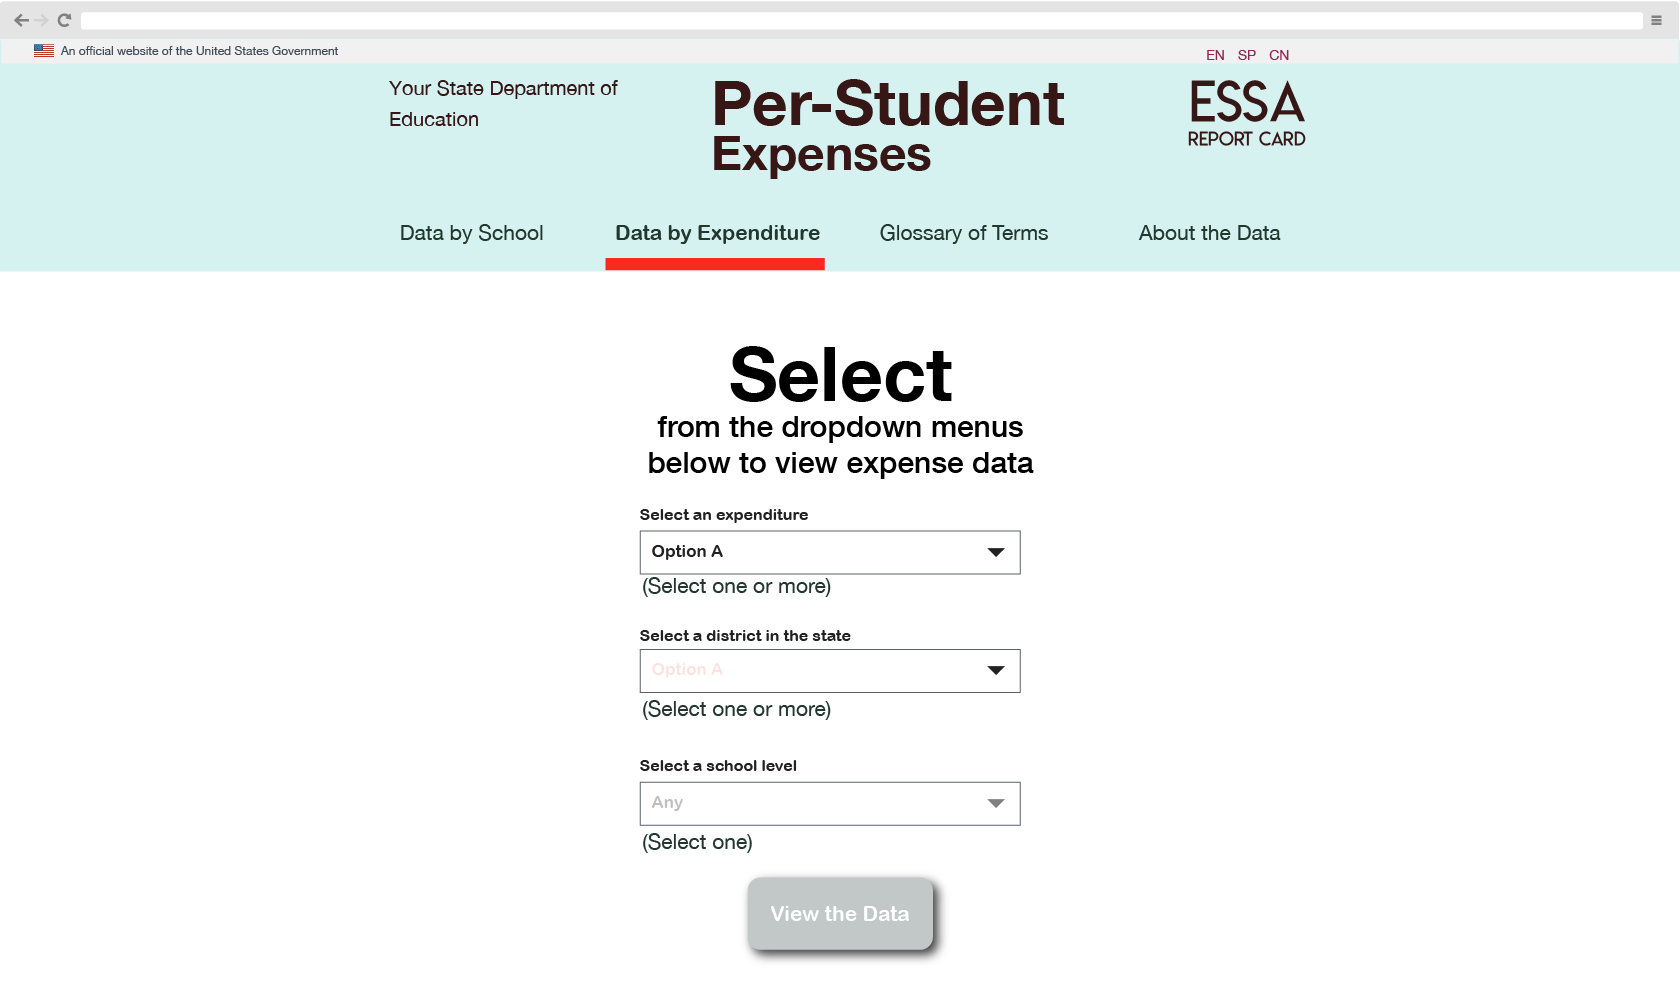 An official website of the United States Government
EN SP CN
Your State Department of
Education
Per-Student
Expenses
ESSA
REPORT CARD
Data by School
Data by Expenditure
Glossary of Terms
About the Data
Select
from the dropdown menus
below to view expense data
Select an expenditure
Option A
(Select one or more)
Select a district in the state
Option A
(Select one or more)
Select a school level
Any
(Select one)
View the Data